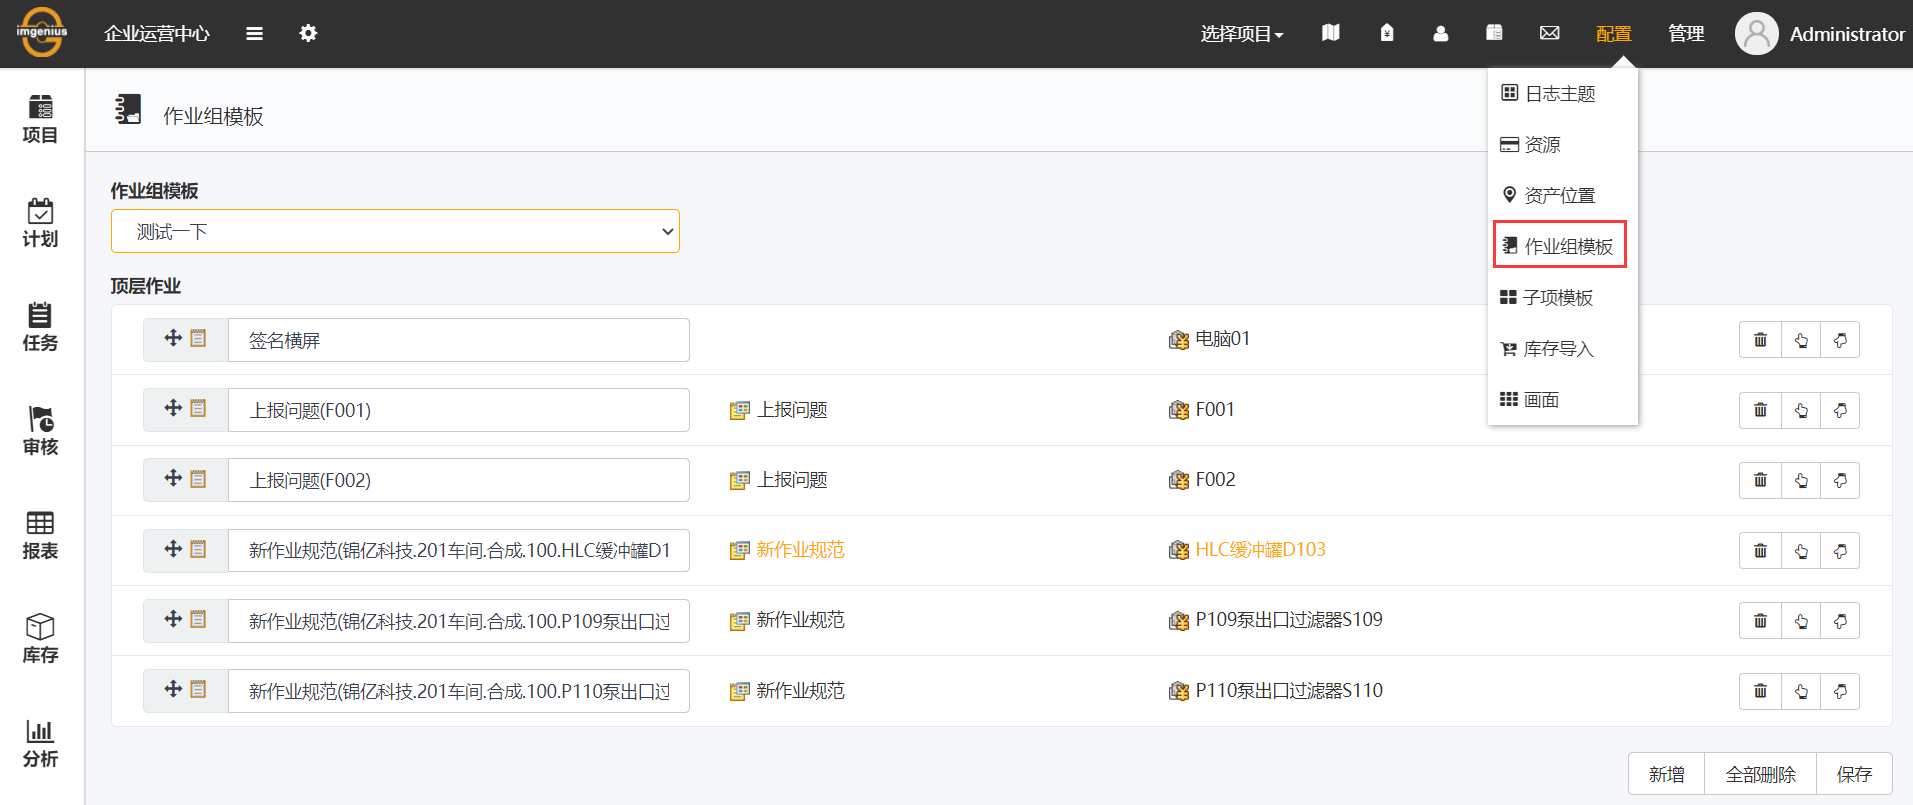 imgenius
企业运营中心
选择项目
配置
管理
Administrator
项目
计划
任务
审核
报表
库存
分析
作业组模板
日志主题
资源
资产位置
作业组模板
子项模板
库存导入
画面
作业组模板
测试一下
顶层作业
签名横屏 电脑01
上报问题(F001) 上报问题 F001
上报问题(F002) 上报问题 F002
新作业规范(锦亿科技.201车间.合成.100.HLC缓冲罐D1 新作业规范 HLC缓冲罐D103
新作业规范(锦亿科技.201车间.合成.100.P109泵出口过 新作业规范 P109泵出口过滤器S109
新作业规范(锦亿科技.201车间.合成.100.P110泵出口过 新作业规范 P110泵出口过滤器S110
新增 全部删除 保存